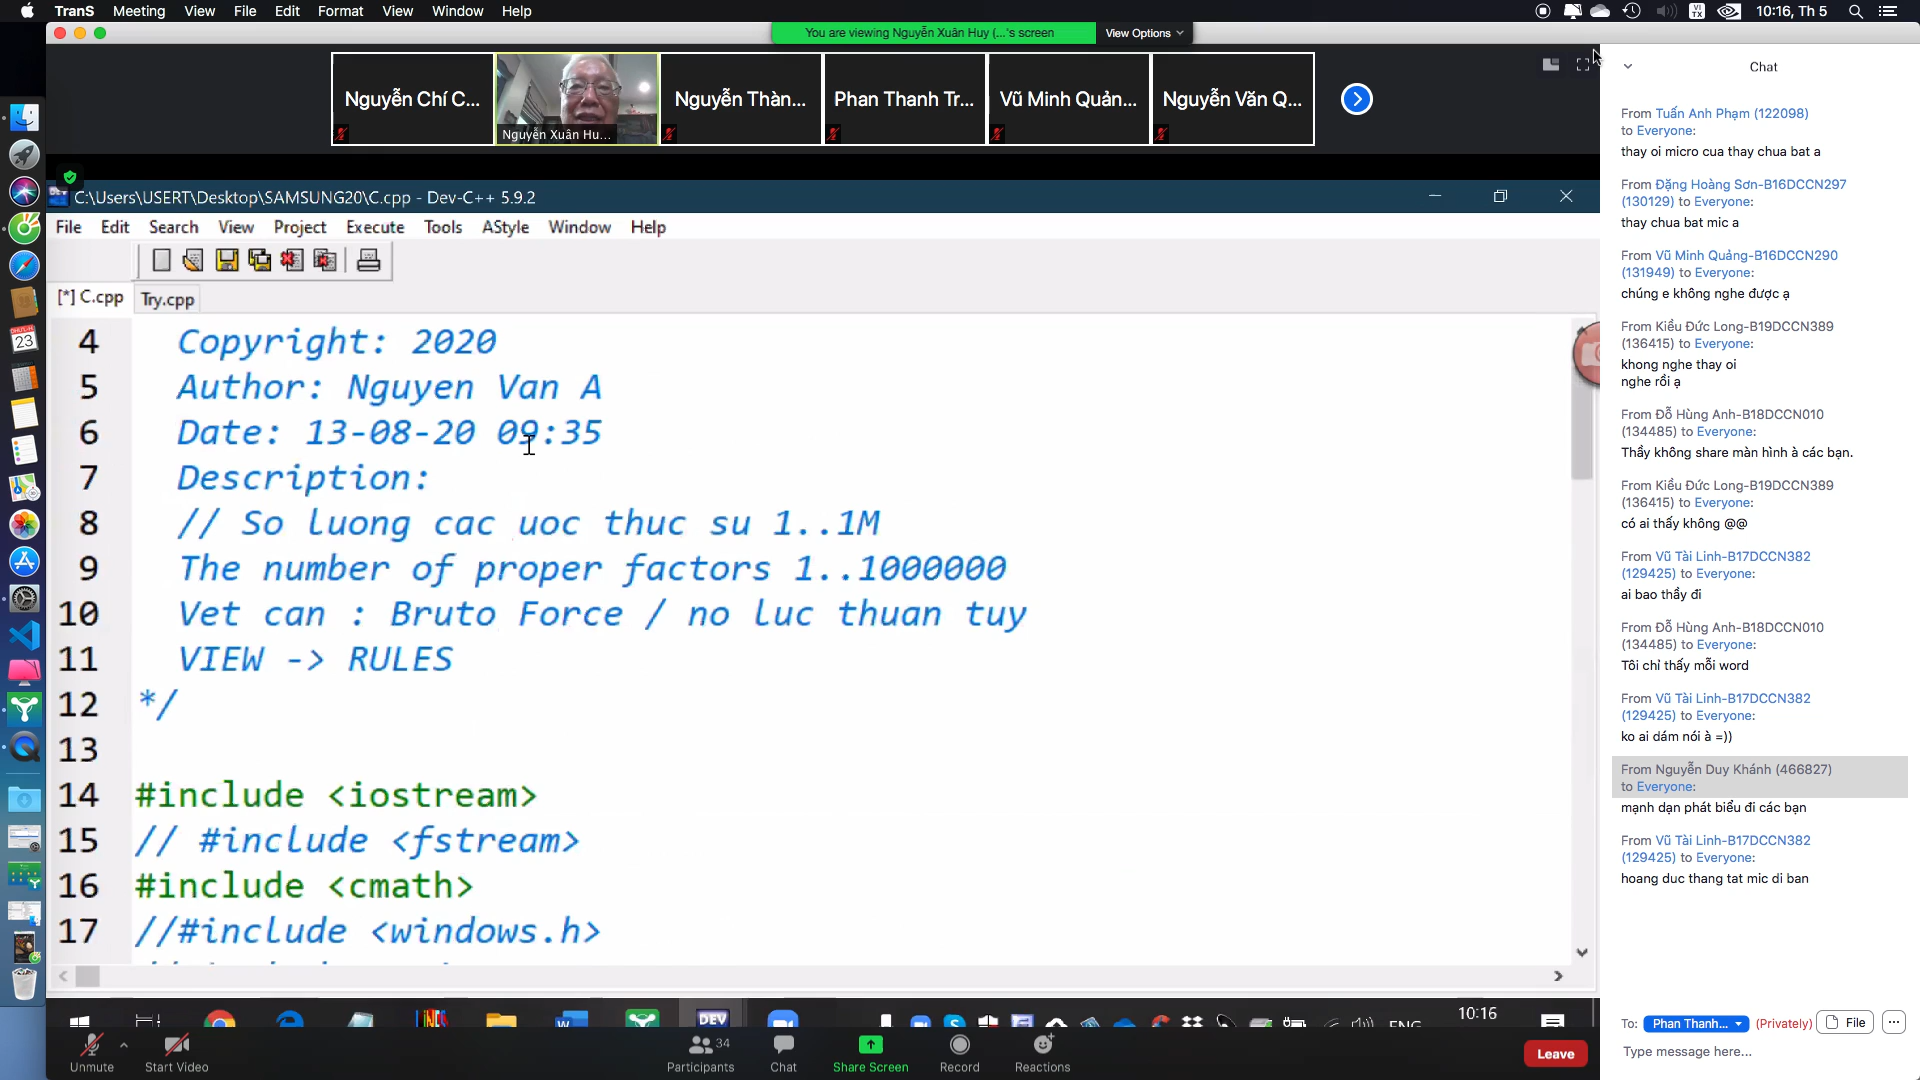 TranS Meeting View File Edit Format View Window Help
VI
TX
10:16, Th 5
You are viewing Nguyễn Xuân Huy (...'s screen
View Options
Nguyễn Chí C...
Nguyễn Xuân Hu...
Nguyễn Thàn...
Phan Thanh Tr...
Vũ Minh Quản...
Nguyễn Văn Q...
C:\Users\USERT\Desktop\SAMSUNG20\C.cpp - Dev-C++ 5.9.2
File Edit Search View Project Execute Tools AStyle Window Help
[*] C.cpp Try.cpp
4 Copyright: 2020
5 Author: Nguyen Van A
6 Date: 13-08-20 09:35
7 Description:
8 // So luong cac uoc thuc su 1..1M
9 The number of proper factors 1..1000000
10 Vet can : Bruto Force / no luc thuan tuy
11 VIEW -> RULES
12 */
13
14 #include <iostream>
15 // #include <fstream>
16 #include <cmath>
17 //#include <windows.h>
DEV
ENG
10:16
Unmute
Start Video
34
Participants
Chat
Share Screen
Record
Reactions
Leave
Chat
From Tuấn Anh Phạm (122098)
to Everyone:
thay oi micro cua thay chua bat a
From Đặng Hoàng Sơn-B16DCCN297
(130129) to Everyone:
thay chua bat mic a
From Vũ Minh Quảng-B16DCCN290
(131949) to Everyone:
chúng e không nghe được ạ
From Kiều Đức Long-B19DCCN389
(136415) to Everyone:
khong nghe thay oi
nghe rồi ạ
From Đỗ Hùng Anh-B18DCCN010
(134485) to Everyone:
Thầy không share màn hình à các bạn.
From Kiều Đức Long-B19DCCN389
(136415) to Everyone:
có ai thấy không @@
From Vũ Tài Linh-B17DCCN382
(129425) to Everyone:
ai bao thầy đi
From Đỗ Hùng Anh-B18DCCN010
(134485) to Everyone:
Tôi chỉ thấy mỗi word
From Vũ Tài Linh-B17DCCN382
(129425) to Everyone:
ko ai dám nói à =))
From Nguyễn Duy Khánh (466827)
to Everyone:
mạnh dạn phát biểu đi các bạn
From Vũ Tài Linh-B17DCCN382
(129425) to Everyone:
hoang duc thang tat mic di ban
To: Phan Thanh... (Privately) File
Type message here...
23